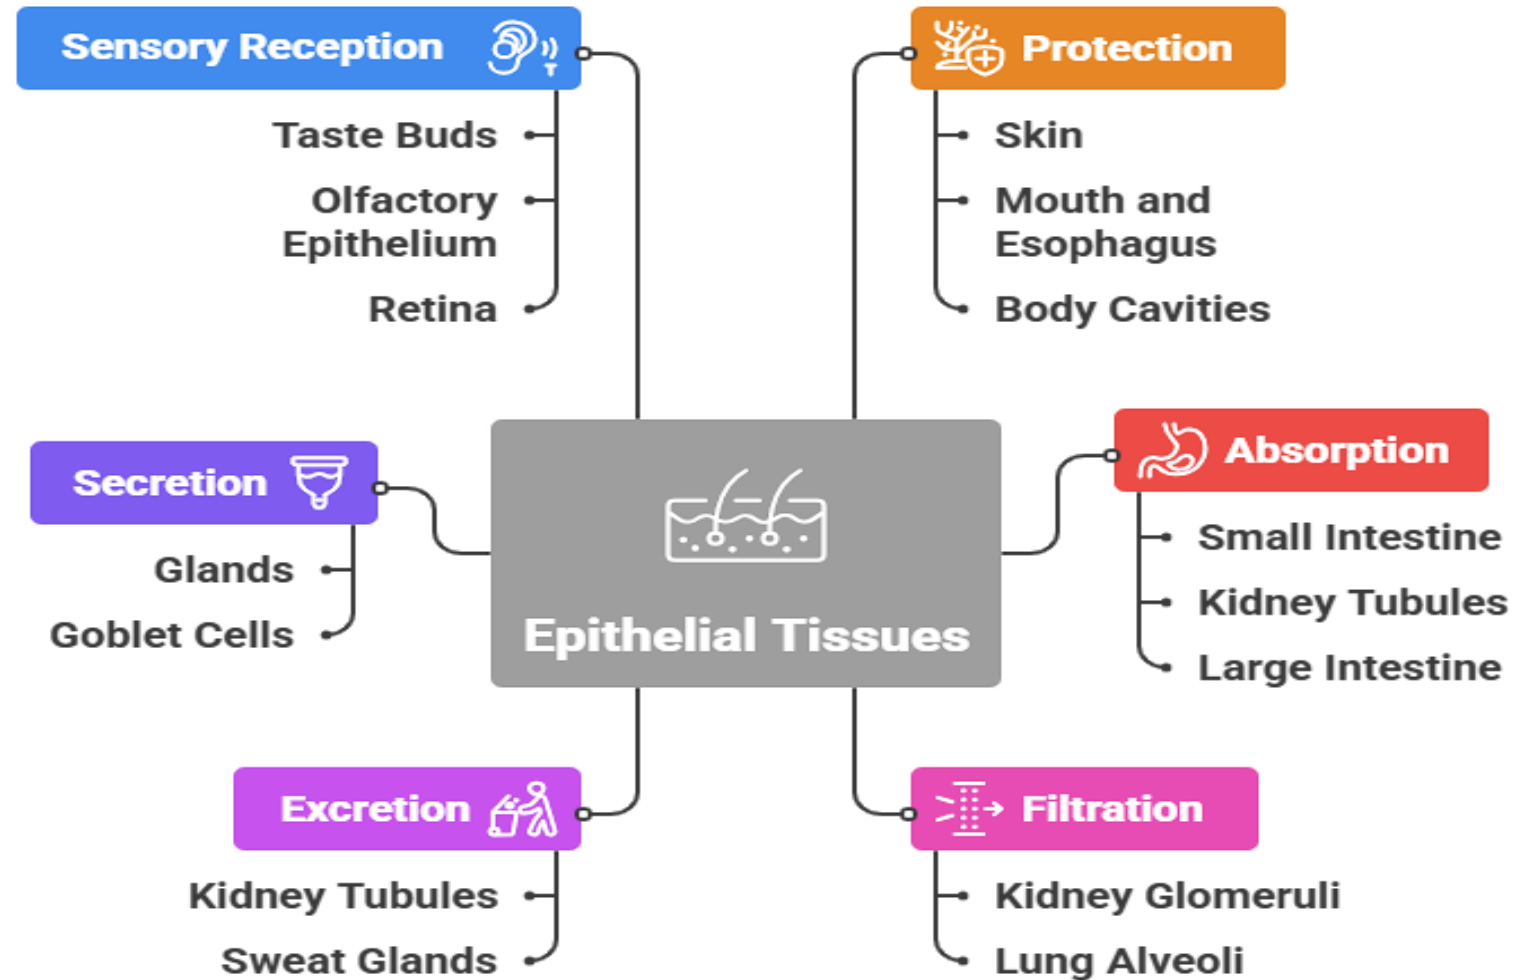 Sensory Reception
Taste Buds
Olfactory
Epithelium
Retina
Protection
Skin
Mouth and
Esophagus
Body Cavities
Secretion
Glands
Goblet Cells
Epithelial Tissues
Absorption
Small Intestine
Kidney Tubules
Large Intestine
Excretion
Kidney Tubules
Sweat Glands
Filtration
Kidney Glomeruli
Lung Alveoli